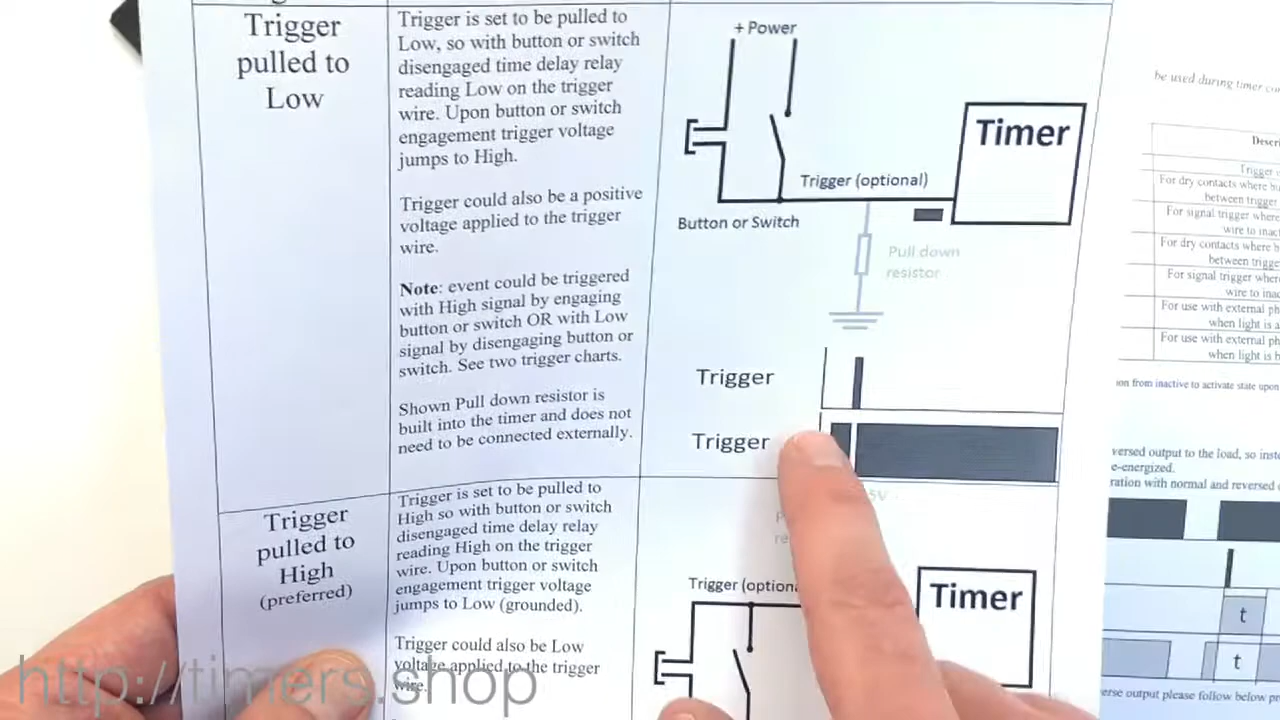 Trigger
pulled to
Low
Trigger is set to be pulled to
Low, so with button or switch
disengaged time delay relay
reading Low on the trigger
wire. Upon button or switch
engagement trigger voltage
jumps to High.
Trigger could also be a positive
voltage applied to the trigger
wire.
Note: event could be triggered
with High signal by engaging
button or switch OR with Low
signal by disengaging button or
switch. See two trigger charts.
Shown Pull down resistor is
built into the timer and does not
need to be connected externally.
+ Power
Timer
Trigger (optional)
Button or Switch
Pull down
resistor
Trigger
Trigger
Trigger
pulled to
High
(preferred)
Trigger is set to be pulled to
High so with button or switch
disengaged time delay relay
reading High on the trigger
wire. Upon button or switch
engagement trigger voltage
jumps to Low (grounded).
Trigger could also be Low
voltage applied to the trigger
wire.
5V
Trigger (optiona
Timer
be used during timer co
Descri
Trigger
For dry contacts where bu
between trigger
For signal trigger where
wire to inac
For dry contacts where b
between trigge
For signal trigger wher
wire to ina
For use with external ph
when light is a
For use with external p
when light is b
ion from inactive to activate state upon
versed output to the load, so inst
e-energized.
ration with normal and reversed
t
t
erse output please follow below pr
http://timers.shop